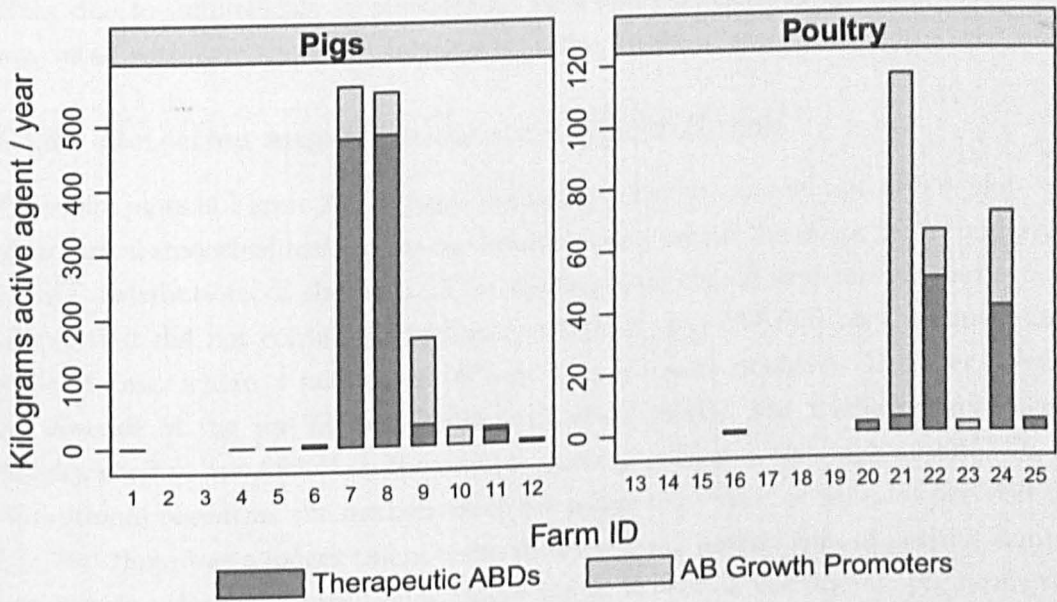 Pigs
Poultry
Kilograms active agent / year
500
400
300
200
100
0
120
100
80
60
40
20
0
1 2 3 4 5 6 7 8 9 10 11 12
13 14 15 16 17 18 19 20 21 22 23 24 25
Farm ID
Therapeutic ABDs
AB Growth Promoters